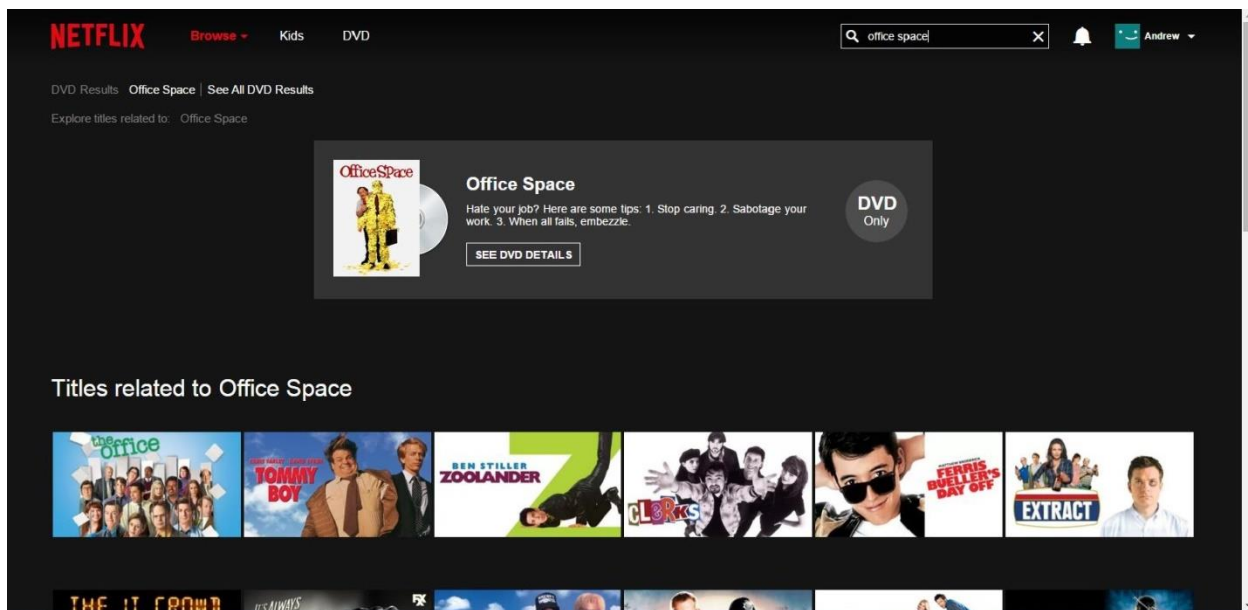 NETFLIX Browse Kids DVD office space Andrew
DVD Results Office Space | See All DVD Results
Explore titles related to: Office Space
OfficeSPace
Office Space
Hate your job? Here are some tips: 1. Stop caring. 2. Sabotage your
work. 3. When all fails, embezzle.
SEE DVD DETAILS
DVD
Only
Titles related to Office Space
the office
TOMMY
BOY
BEN STILLER
ZOOLANDER
CLERKS
FERRIS
BUELLER'S
DAY OFF
EXTRACT
THE IT CROWD
IT'S ALWAYS
FX